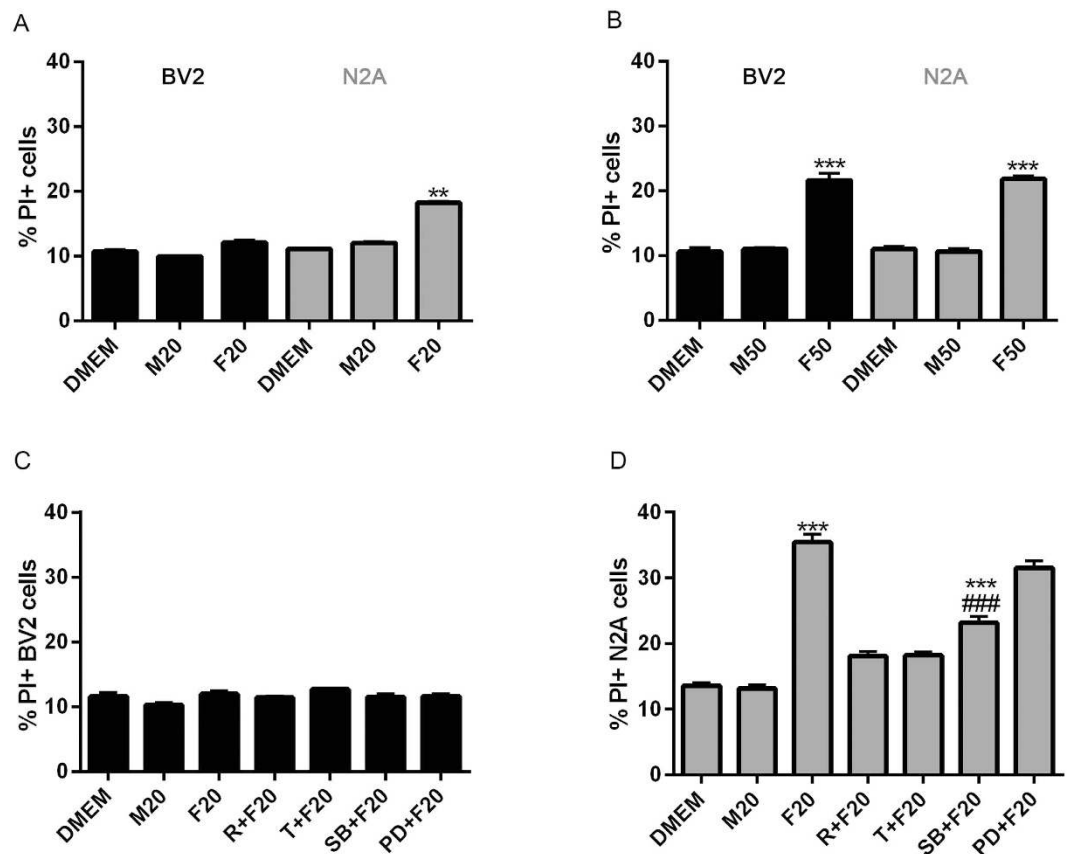 A
% PI+ cells
40
30
20
10
0
BV2
N2A
**
DMEM
M20
F20
DMEM
M20
F20
B
% PI+ cells
40
30
20
10
0
BV2
N2A
***
***
DMEM
M50
F50
DMEM
M50
F50
C
% PI+ BV2 cells
40
30
20
10
0
DMEM
M20
F20
R+F20
T+F20
SB+F20
PD+F20
D
% PI+ N2A cells
40
30
20
10
0
***
***
###
DMEM
M20
F20
R+F20
T+F20
SB+F20
PD+F20